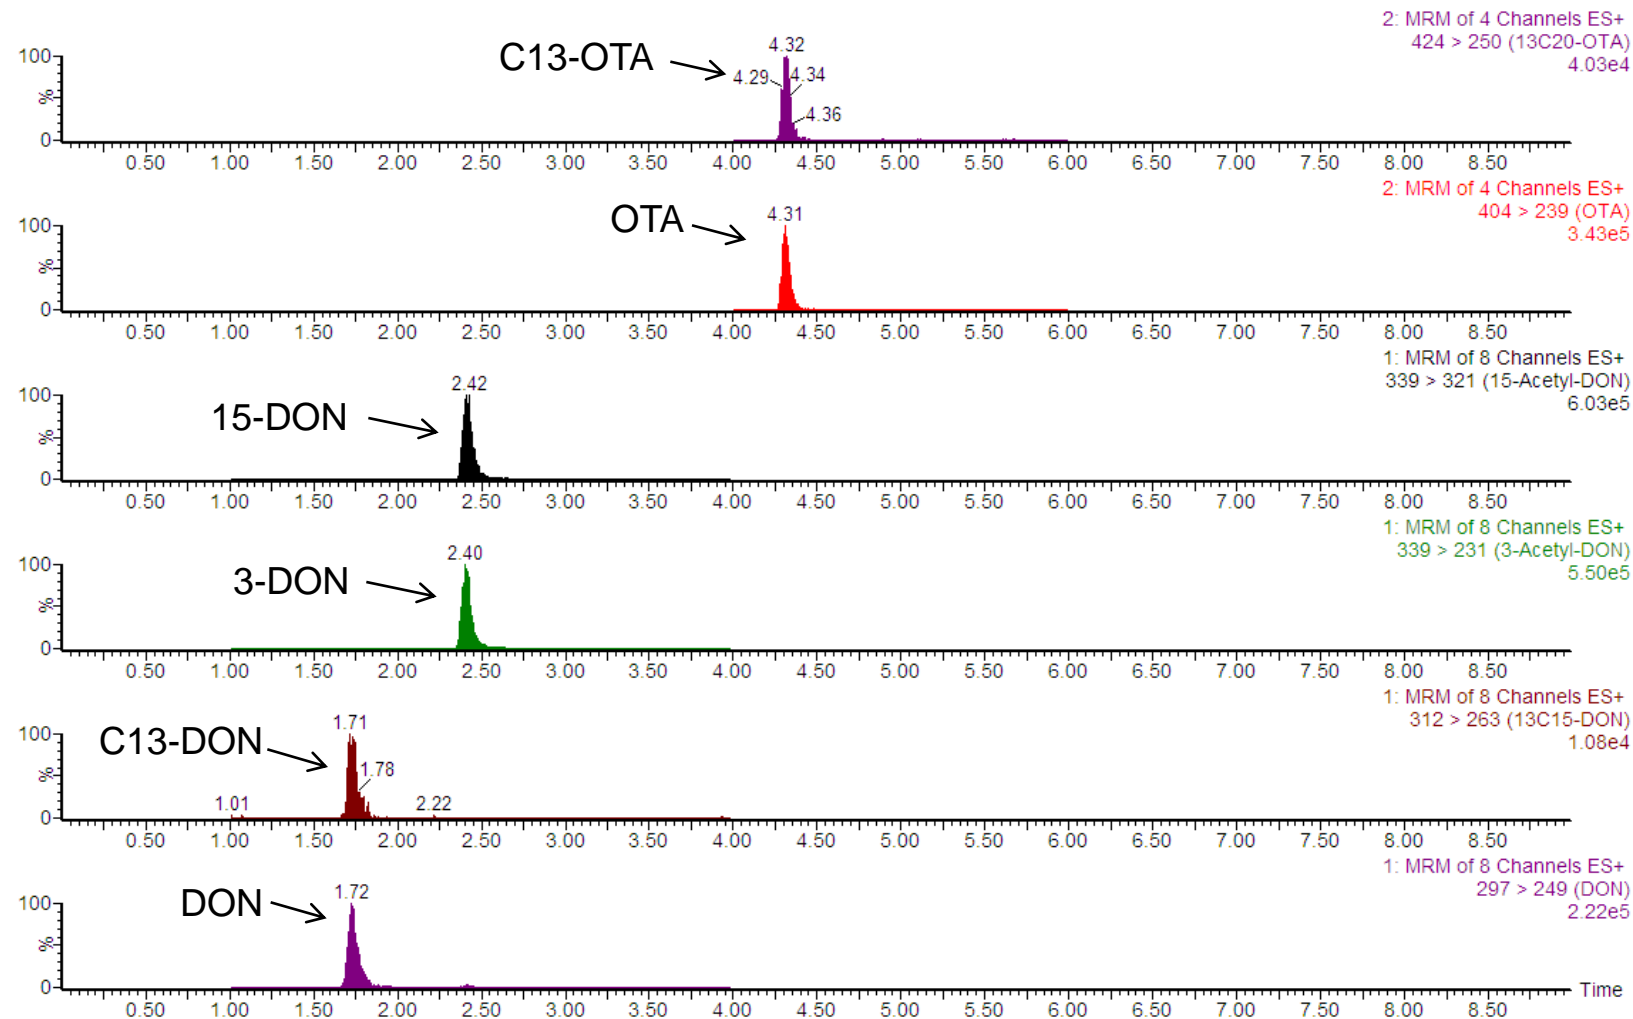 2: MRM of 4 Channels ES+
424 > 250 (13C20-OTA)
4.03e4
C13-OTA
4.32
4.29
4.34
4.36
100
%
0
0.50 1.00 1.50 2.00 2.50 3.00 3.50 4.00 4.50 5.00 5.50 6.00 6.50 7.00 7.50 8.00 8.50
2: MRM of 4 Channels ES+
404 > 239 (OTA)
3.43e5
OTA
4.31
100
%
0
0.50 1.00 1.50 2.00 2.50 3.00 3.50 4.00 4.50 5.00 5.50 6.00 6.50 7.00 7.50 8.00 8.50
1: MRM of 8 Channels ES+
339 > 321 (15-Acetyl-DON)
6.03e5
15-DON
2.42
100
%
0
0.50 1.00 1.50 2.00 2.50 3.00 3.50 4.00 4.50 5.00 5.50 6.00 6.50 7.00 7.50 8.00 8.50
1: MRM of 8 Channels ES+
339 > 231 (3-Acetyl-DON)
5.50e5
3-DON
2.40
100
%
0
0.50 1.00 1.50 2.00 2.50 3.00 3.50 4.00 4.50 5.00 5.50 6.00 6.50 7.00 7.50 8.00 8.50
1: MRM of 8 Channels ES+
312 > 263 (13C15-DON)
1.08e4
C13-DON
1.71
1.78
1.01
2.22
100
%
0
0.50 1.00 1.50 2.00 2.50 3.00 3.50 4.00 4.50 5.00 5.50 6.00 6.50 7.00 7.50 8.00 8.50
1: MRM of 8 Channels ES+
297 > 249 (DON)
2.22e5
DON
1.72
100
%
0
Time
0.50 1.00 1.50 2.00 2.50 3.00 3.50 4.00 4.50 5.00 5.50 6.00 6.50 7.00 7.50 8.00 8.50